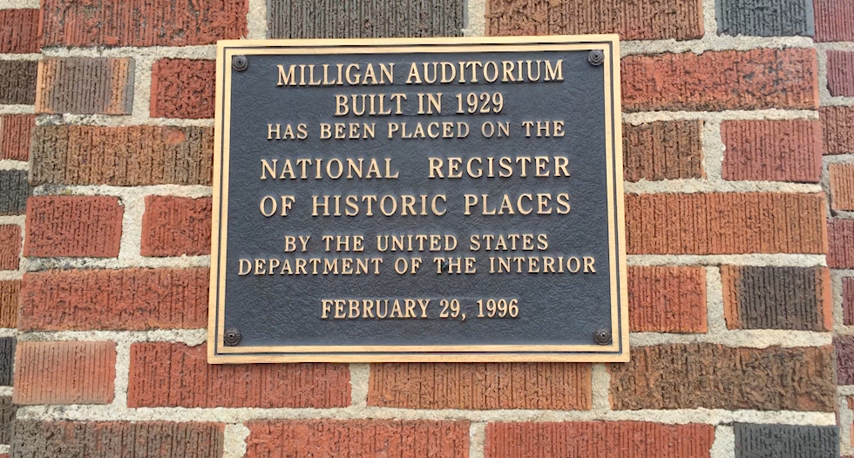 MILLIGAN AUDITORIUM
BUILT IN 1929
HAS BEEN PLACED ON THE
NATIONAL REGISTER
OF HISTORIC PLACES
BY THE UNITED STATES
DEPARTMENT OF THE INTERIOR
FEBRUARY 29, 1996